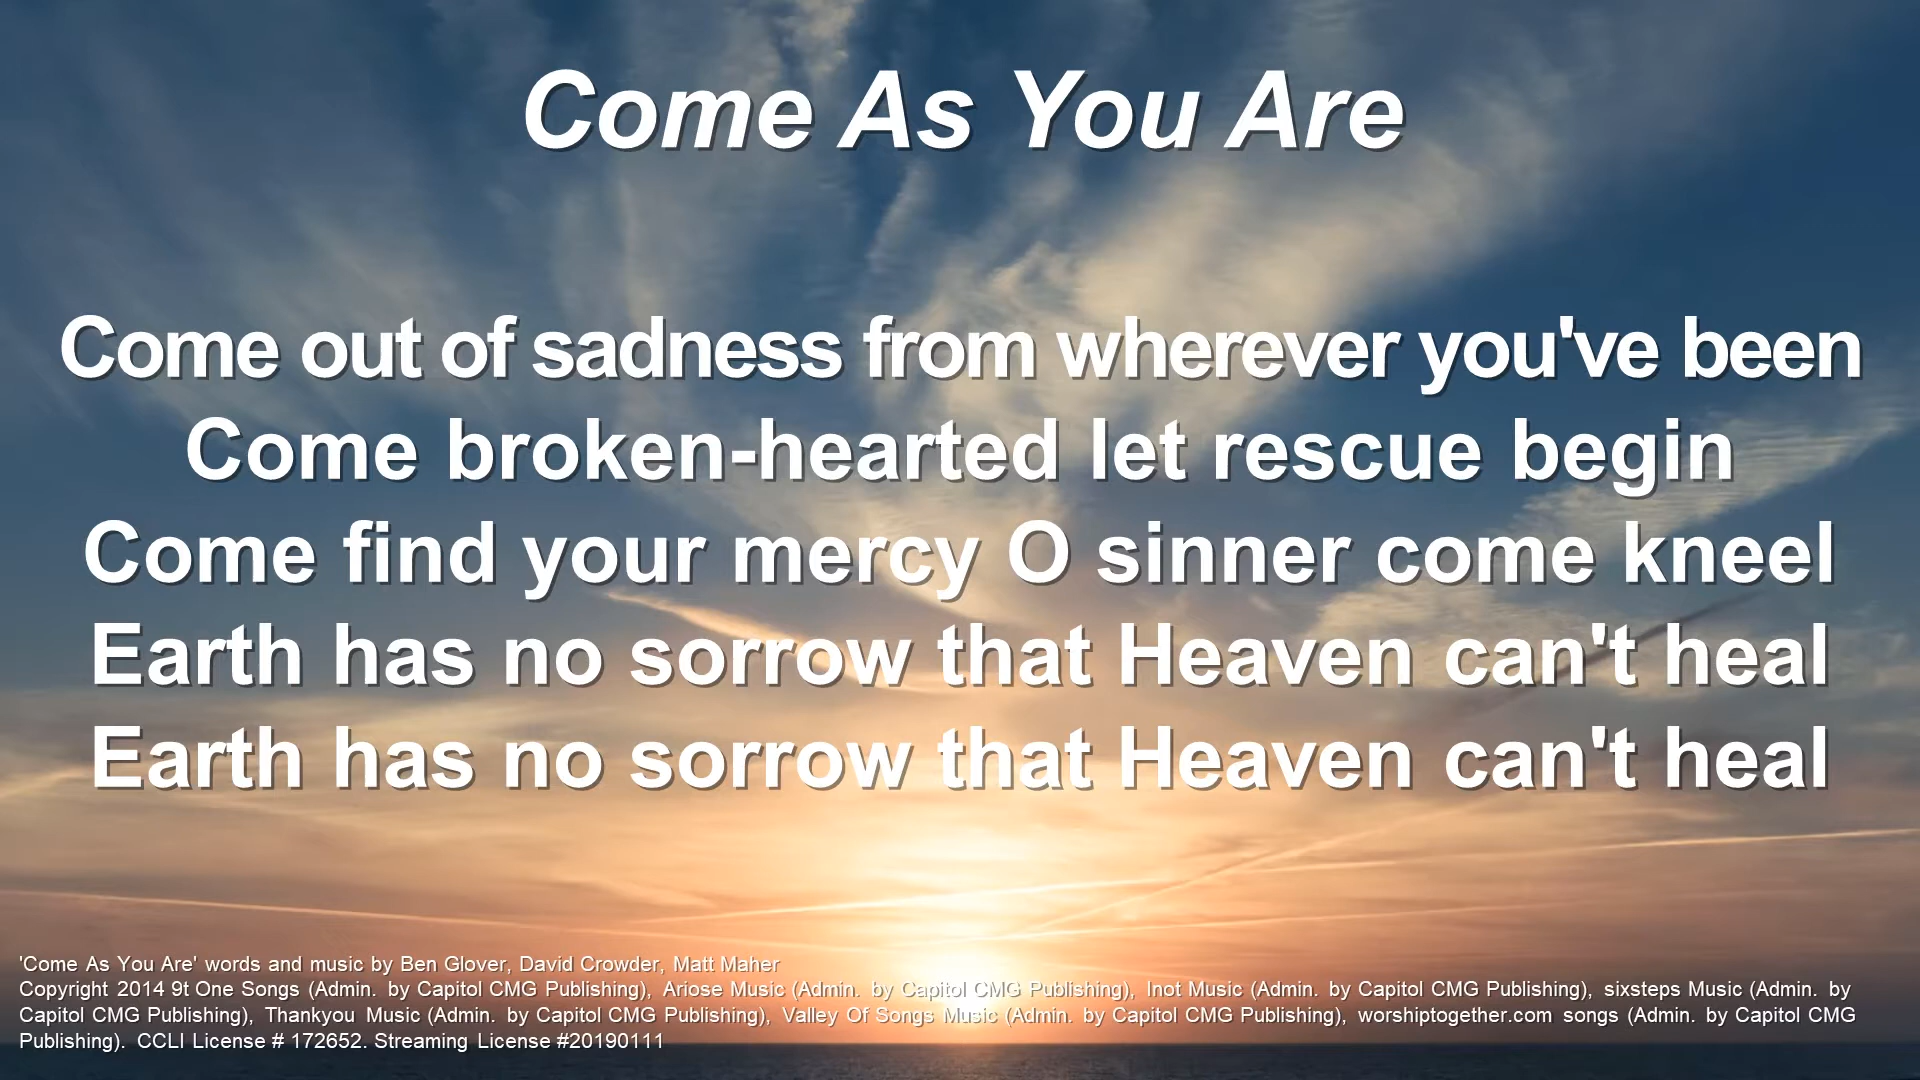 Come As You Are
Come out of sadness from wherever you've been
Come broken-hearted let rescue begin
Come find your mercy O sinner come kneel
Earth has no sorrow that Heaven can't heal
Earth has no sorrow that Heaven can't heal
'Come As You Are' words and music by Ben Glover, David Crowder, Matt Maher
Copyright 2014 9t One Songs (Admin. by Capitol CMG Publishing), Ariose Music (Admin. by Capitol CMG Publishing), Inot Music (Admin. by Capitol CMG Publishing), sixsteps Music (Admin. by
Capitol CMG Publishing), Thankyou Music (Admin. by Capitol CMG Publishing), Valley Of Songs Music (Admin. by Capitol CMG Publishing), worshiptogether.com songs (Admin. by Capitol CMG
Publishing). CCLI License # 172652. Streaming License #20190111